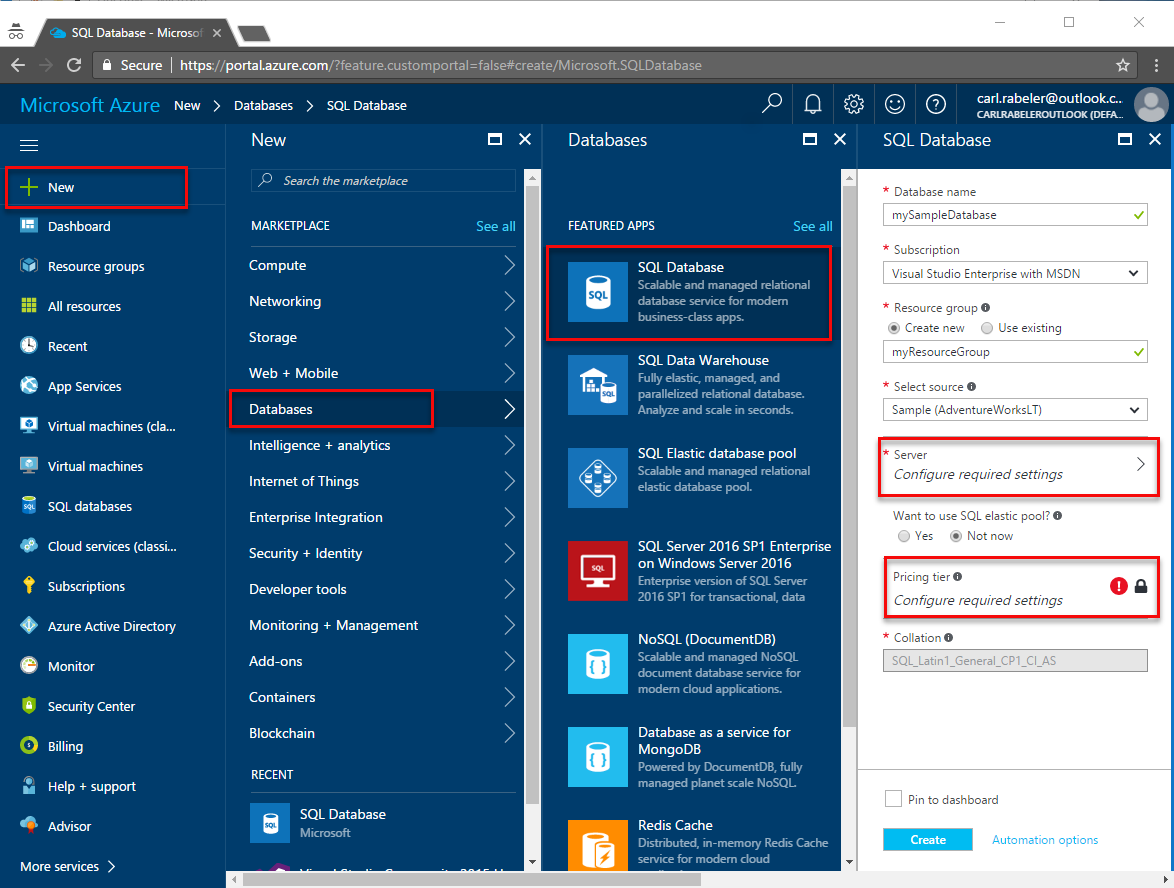 SQL Database - Microsof
Secure
https://portal.azure.com/?feature.customportal=false#create/Microsoft.SQLDatabase
Microsoft Azure New > Databases > SQL Database
carl.rabeler@outlook.c...
CARLRABELEROUTLOOK (DEFA...
New
Dashboard
Resource groups
All resources
Recent
App Services
Virtual machines (cla...
Virtual machines
SQL databases
Cloud services (classi...
Subscriptions
Azure Active Directory
Monitor
Security Center
Billing
Help + support
Advisor
More services >
New
Search the marketplace
MARKETPLACE See all
Compute
Networking
Storage
Web + Mobile
Databases
Intelligence + analytics
Internet of Things
Enterprise Integration
Security + Identity
Developer tools
Monitoring + Management
Add-ons
Containers
Blockchain
RECENT
SQL Database
Microsoft
Databases
FEATURED APPS See all
SQL
SQL Database
Scalable and managed relational
database service for modern
business-class apps.
SQL Data Warehouse
Fully elastic, managed, and
parallelized relational database.
Analyze and scale in seconds.
SQL Elastic database pool
Scalable and managed relational
elastic database pool.
SQL
SQL Server 2016 SP1 Enterprise
on Windows Server 2016
Enterprise version of SQL Server
2016 SP1 for transactional, data
NoSQL (DocumentDB)
Scalable and managed NoSQL
document database service for
modern cloud applications.
Database as a service for
MongoDB
Powered by DocumentDB, fully
managed planet scale NoSQL.
Redis Cache
Distributed, in-memory Redis Cache
service for modern cloud
SQL Database
* Database name
mySampleDatabase
* Subscription
Visual Studio Enterprise with MSDN
* Resource group
Create new Use existing
myResourceGroup
* Select source
Sample (AdventureWorksLT)
* Server
Configure required settings
Want to use SQL elastic pool?
Yes Not now
Pricing tier
Configure required settings
* Collation
SQL_Latin1_General_CP1_CI_AS
Pin to dashboard
Create Automation options